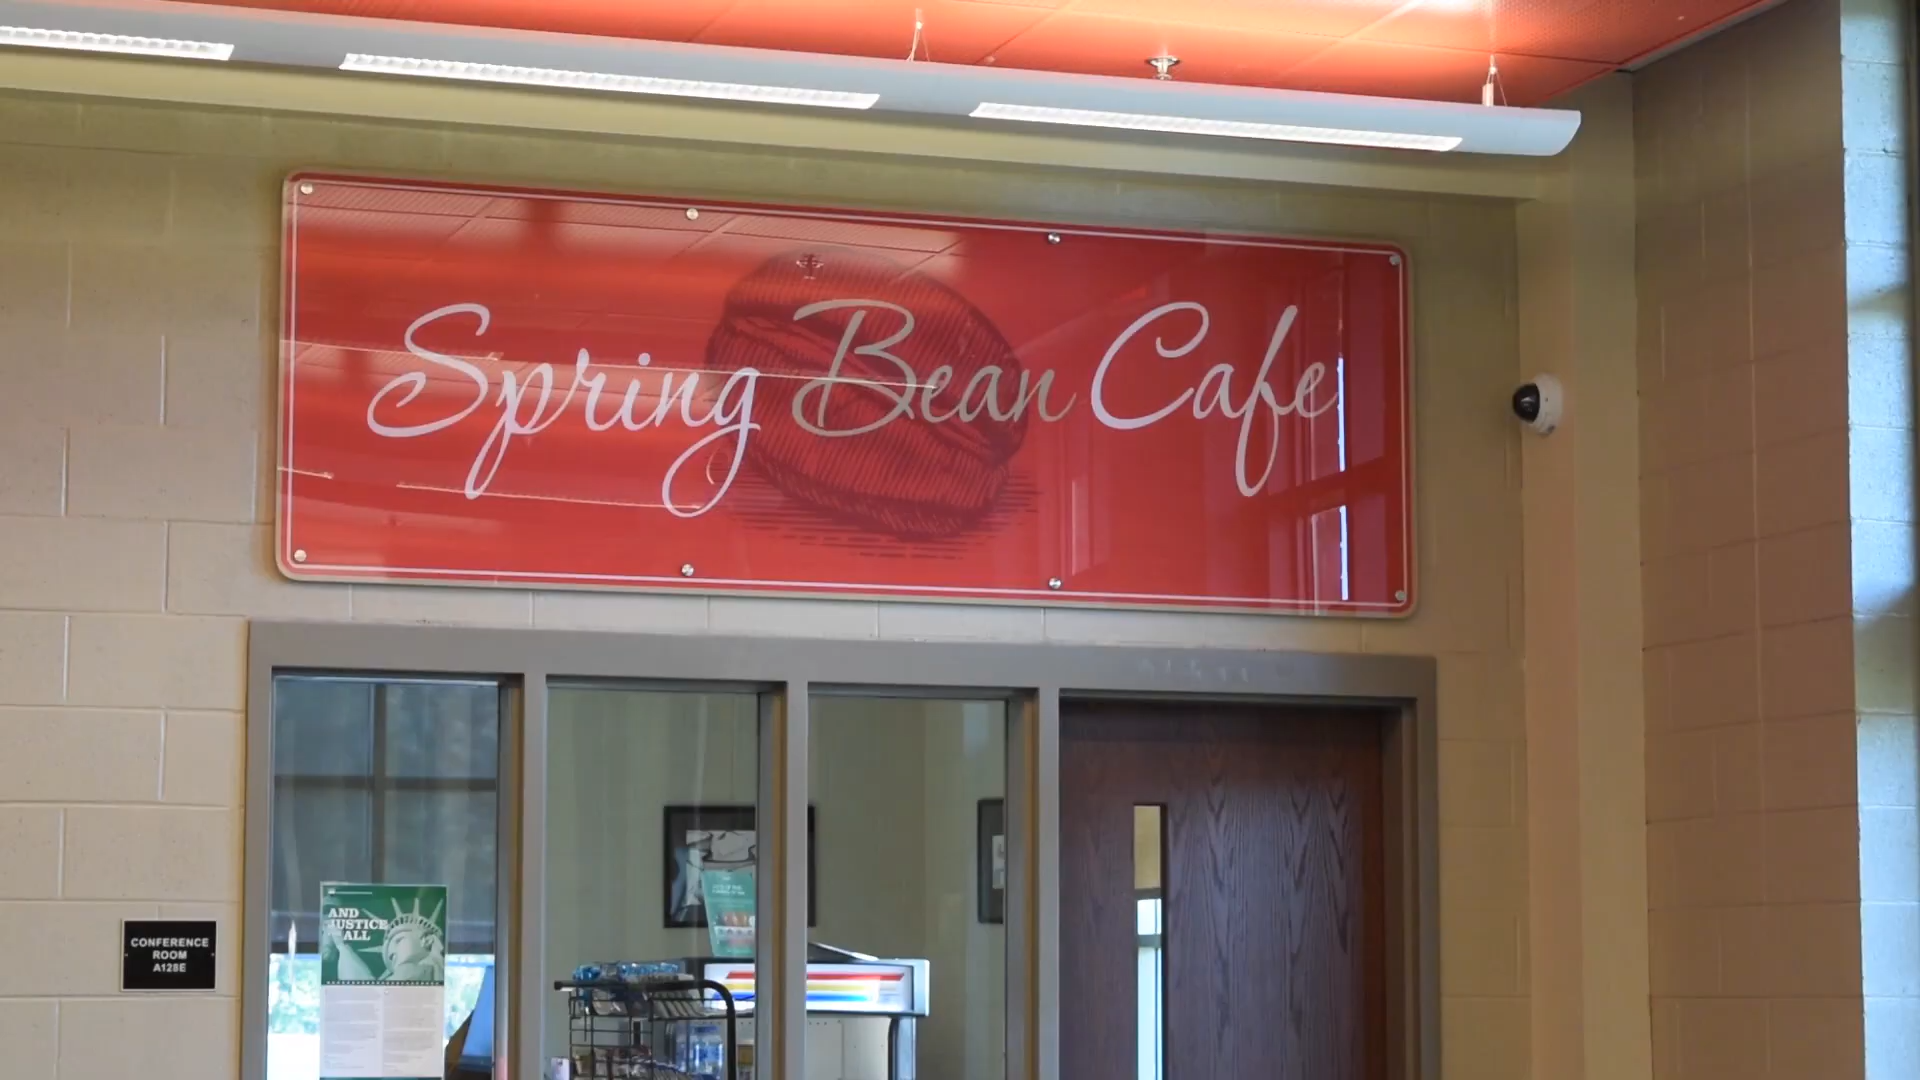 Spring Bean Cafe
CONFERENCE
ROOM
A128E
AND
JUSTICE
ALL